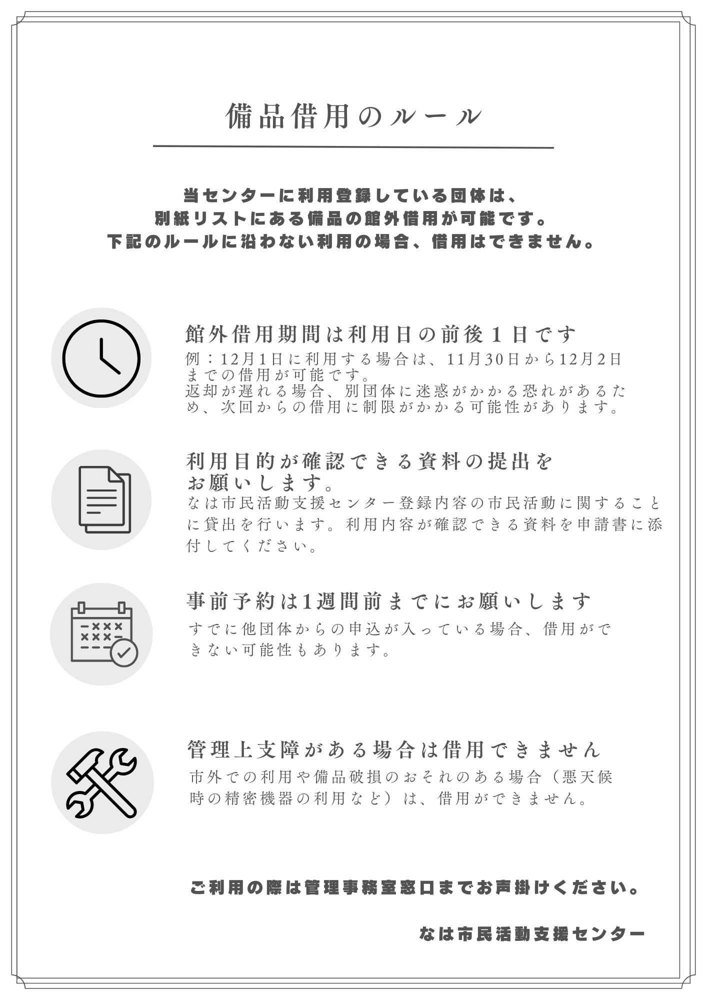 備品借用のルール
当センターに利用登録している団体は、
別紙リストにある備品の館外借用が可能です。
下記のルールに沿わない利用の場合、借用はできません。
館外借用期間は利用日の前後１日です
例：12月1日に利用する場合は、11月30日から12月2日
までの借用が可能です。
返却が遅れる場合、別団体に迷惑がかかる恐れがあるた
め、次回からの借用に制限がかかる可能性があります。
利用目的が確認できる資料の提出を
お願いします。
なは市民活動支援センター登録内容の市民活動に関すること
に貸出を行います。利用内容が確認できる資料を申請書に添
付してください。
事前予約は1週間前までにお願いします
すでに他団体からの申込が入っている場合、借用がで
きない可能性もあります。
管理上支障がある場合は借用できません
市外での利用や備品破損のおそれのある場合（悪天候
時の精密機器の利用など）は、借用ができません。
ご利用の際は管理事務室窓口までお声掛けください。
なは市民活動支援センター